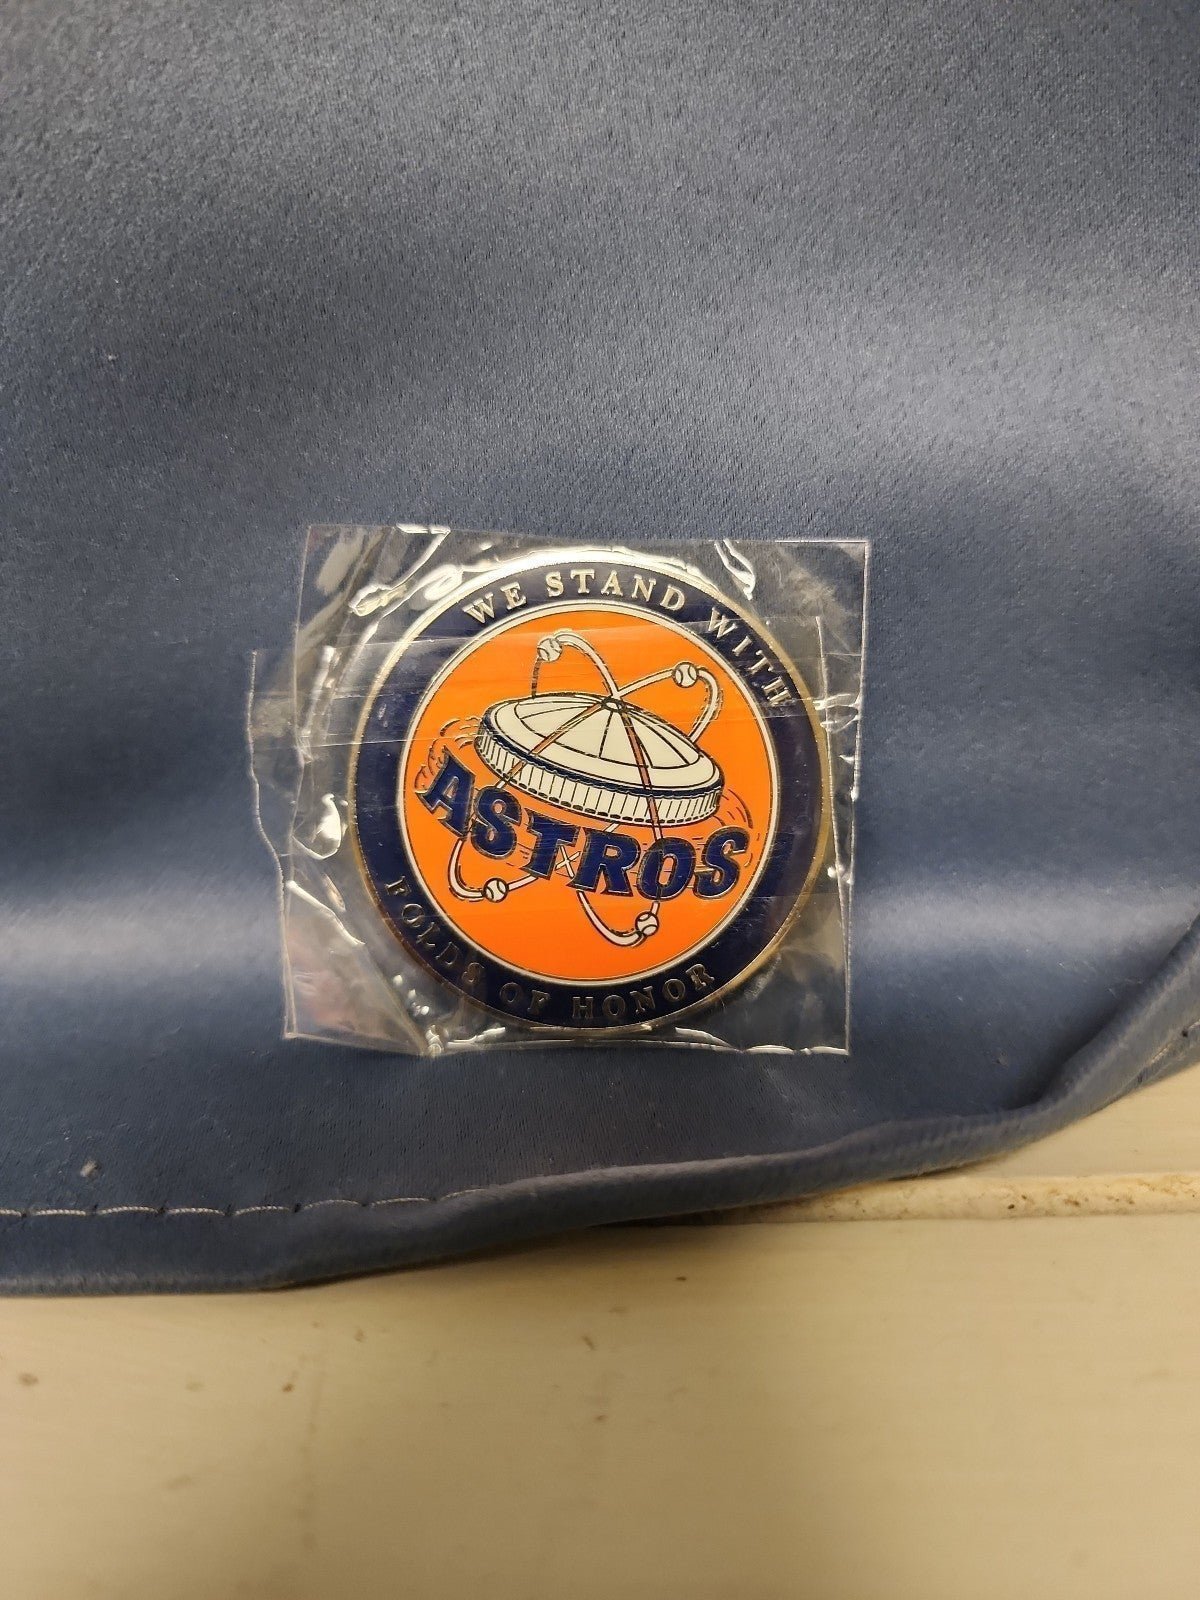 WE STAND WITH
ASTROS
FOLDS OF HONOR